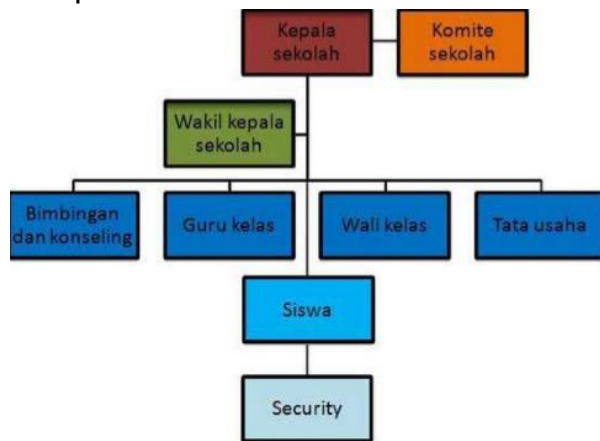 Kepala
sekolah
Komite
sekolah
Wakil kepala
sekolah
Bimbingan
dan konseling
Guru kelas
Wali kelas
Tata usaha
Siswa
Security